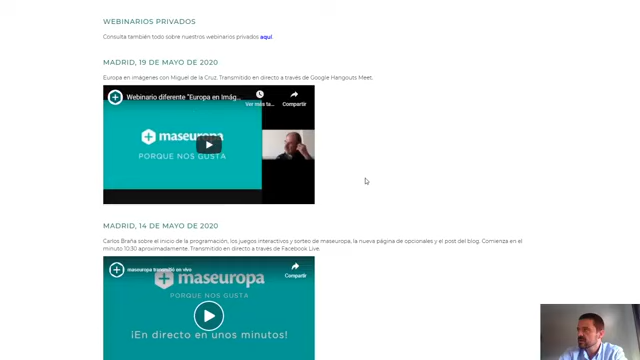 WEBINARIOS PRIVADOS
Consulta también todo sobre nuestros webinarios privados aquí.
MADRID, 19 DE MAYO DE 2020
Europa en imágenes con Miguel de la Cruz. Transmitido en directo a través de Google Hangouts Meet.
Webinario diferente "Europa en Imág...
Ver más ta...
Compartir
maseuropa
PORQUE NOS GUSTA
MADRID, 14 DE MAYO DE 2020
Carlos Braña sobre el inicio de la programación, los juegos interactivos y sorteo de maseuropa, la nueva página de opcionales y el post del blog. Comienza en el
minuto 10:30 aproximadamente. Transmitido en directo a través de Facebook Live.
maseuropa transmitió en vivo
Compartir
maseuropa
PORQUE NOS GUSTA
¡En directo en unos minutos!